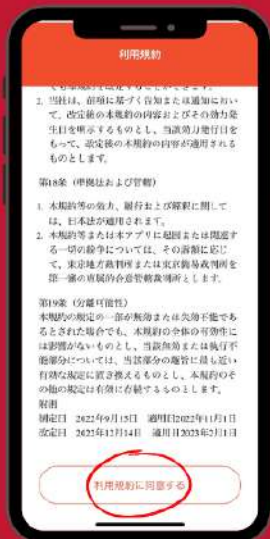 利用規約
2. 当社は、前項に基づく告知または通知におい
て、改定後の本規約の内容およびその効力発
生日を明示するものとし、当該効力発行日を
もって、改定後の本規約の内容が適用される
ものとします。
第18条（準拠法および管轄）
1. 本規約等の効力、履行および解釈に関して
は、日本法が適用されます。
2. 本規約等または本アプリに起因または関連す
る一切の紛争については、その訴額に応じ
て、東京地方裁判所または東京簡易裁判所を
第一審の専属的合意管轄裁判所とします。
第19条（分離可能性）
本規約の規定の一部が無効または失効不能であ
るとされた場合でも、本規約の全体の有効性に
は影響がないものとし、当該無効または執行不
能部分については、当該部分の趣旨に最も近い
有効な規定に置き換えるものとし、本規約のそ
の他の規定は有効に存続するものとします。
附則
制定日　2022年9月15日　適用日2022年11月1日
改定日　2022年12月14日　適用日2023年2月1日
利用規約に同意する